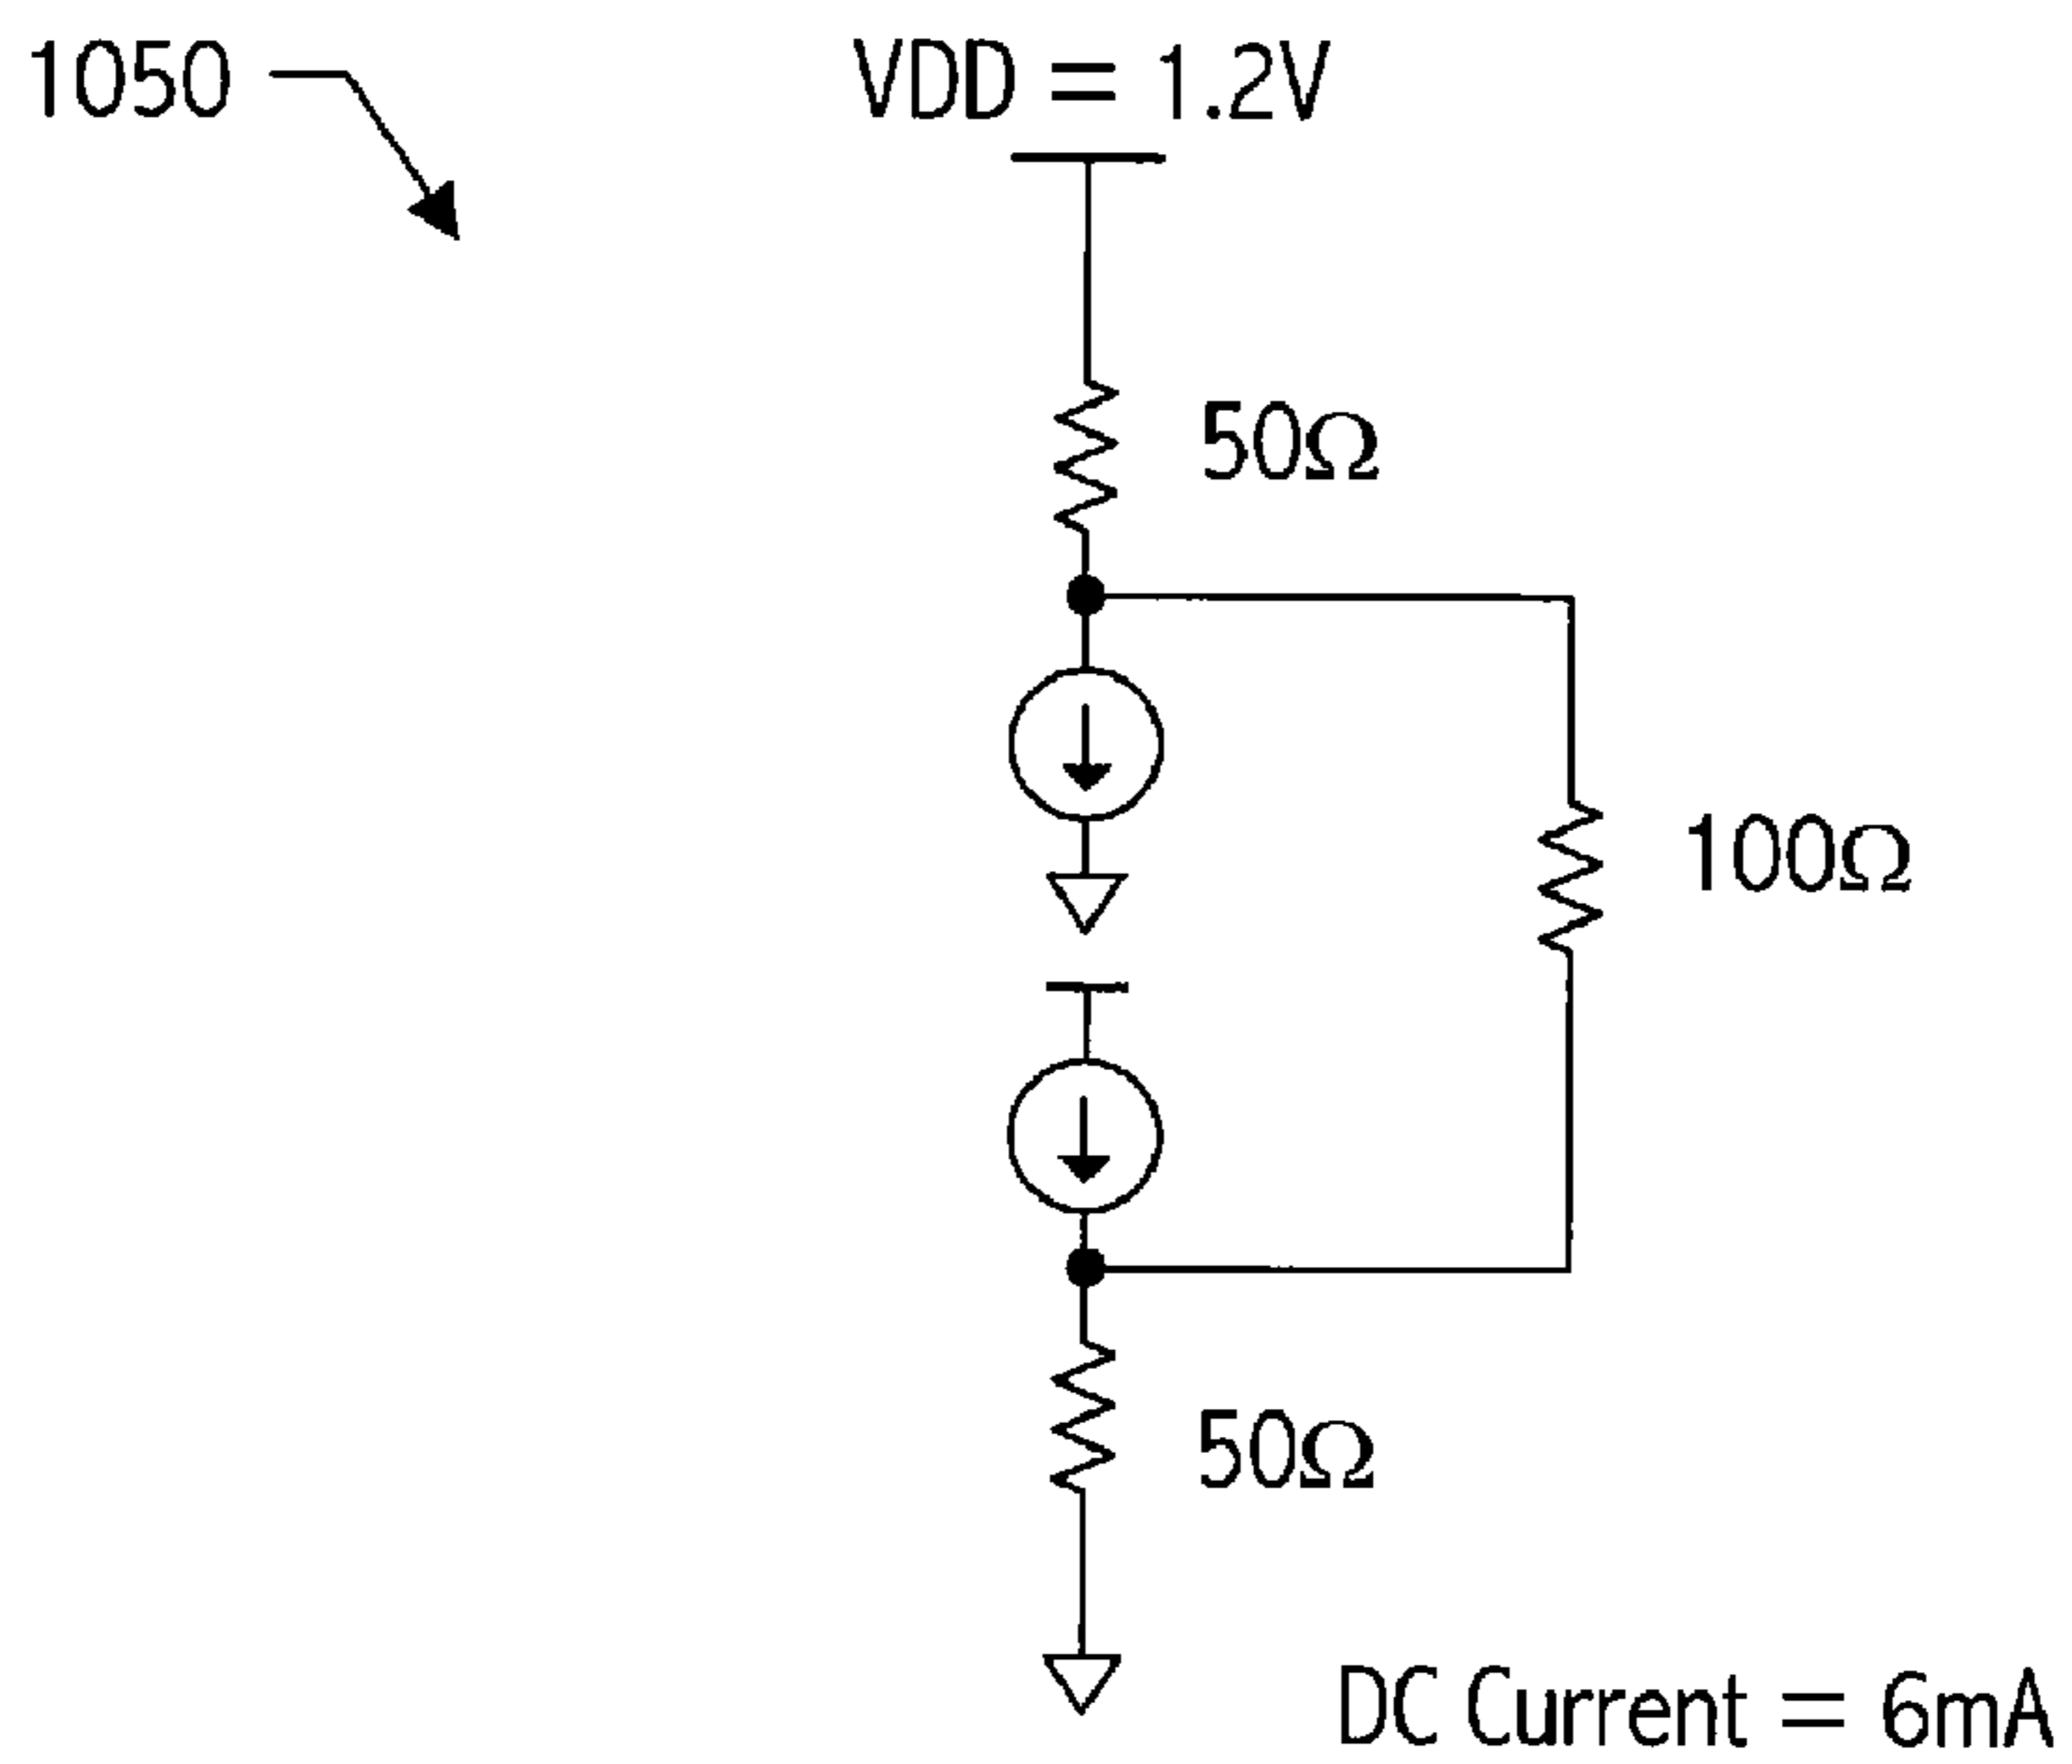 1050
VDD = 1.2V
50Ω
100Ω
50Ω
DC Current = 6mA